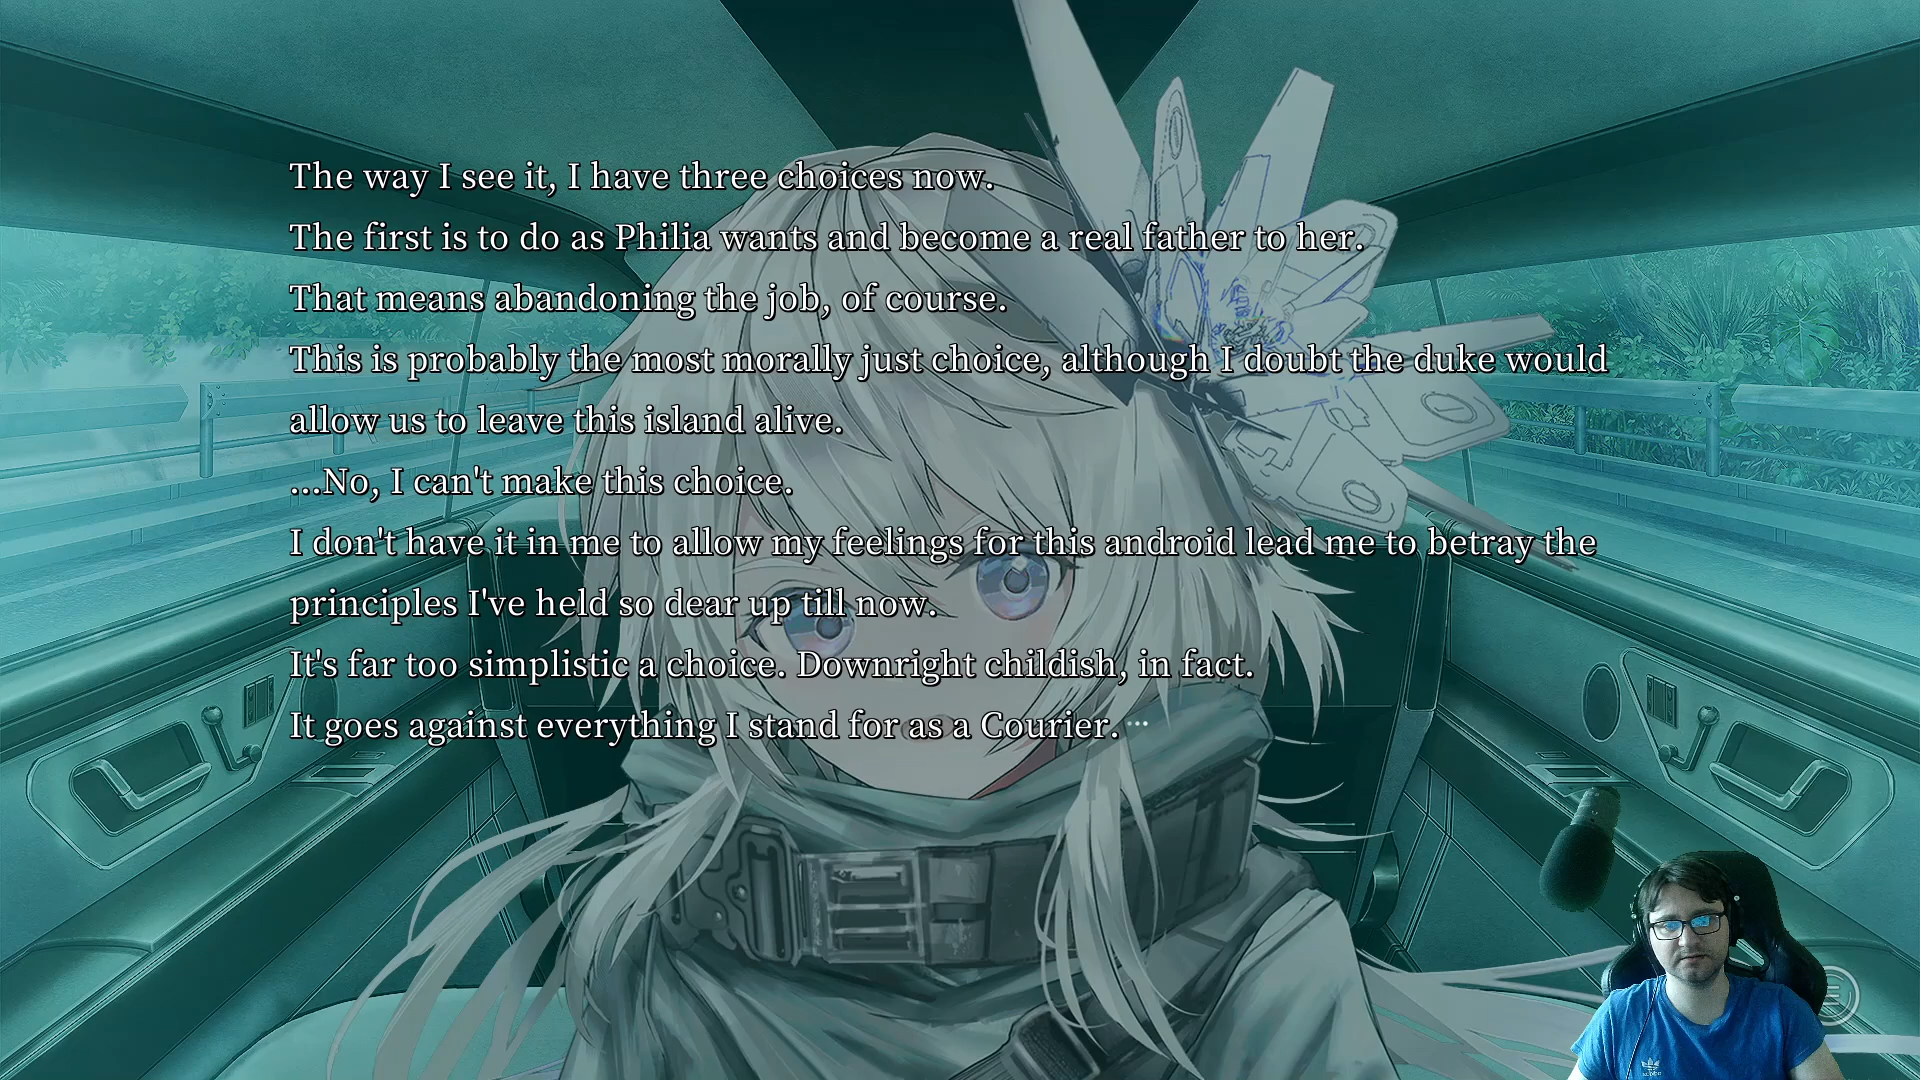 The way I see it, I have three choices now.
The first is to do as Philia wants and become a real father to her.
That means abandoning the job, of course.
This is probably the most morally just choice, although I doubt the duke would
allow us to leave this island alive.
...No, I can't make this choice.
I don't have it in me to allow my feelings for this android lead me to betray the
principles I've held so dear up till now.
It's far too simplistic a choice. Downright childish, in fact.
It goes against everything I stand for as a Courier.